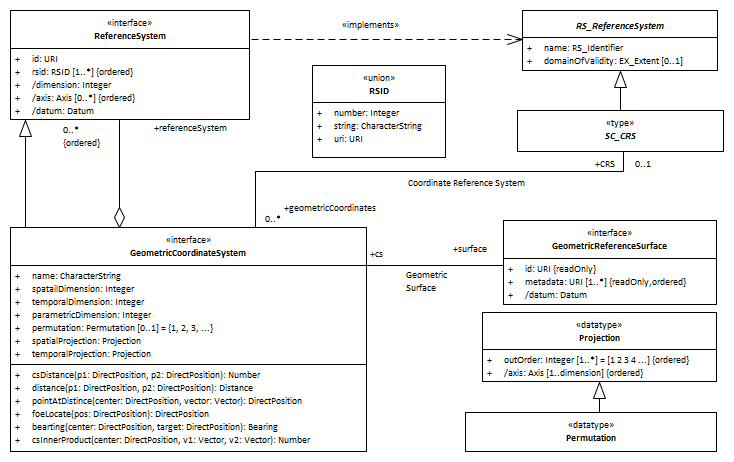 «interface»
ReferenceSystem
+ id: URI
+ rsid: RSID [1..*] {ordered}
+ /dimension: Integer
+ /axis: Axis [0..*] {ordered}
+ /datum: Datum
«implements»
RS_ReferenceSystem
+ name: RS_Identifier
+ domainOfValidity: EX_Extent [0..1]
«union»
RSID
+ number: Integer
+ string: CharacterString
+ uri: URI
«type»
SC_CRS
0..*
{ordered}
+referenceSystem
+CRS
0..1
Coordinate Reference System
+geometricCoordinates
0..*
«interface»
GeometricCoordinateSystem
+ name: CharacterString
+ spatailDimension: Integer
+ temporalDimension: Integer
+ parametricDimension: Integer
+ permutation: Permutation [0..1] = {1, 2, 3, ...}
+ spatialProjection: Projection
+ temporalProjection: Projection
+ csDistance(p1: DirectPosition, p2: DirectPosition): Number
+ distance(p1: DirectPosition, p2: DirectPosition): Distance
+ pointAtDistince(center: DirectPosition, vector: Vector): DirectPosition
+ foeLocate(pos: DirectPosition): DirectPosition
+ bearting(center: DirectPosition, target: DirectPosition): Bearing
+ csInnerProduct(center: DirectPosition, v1: Vector, v2: Vector): Number
+cs
+surface
Geometric
Surface
«interface»
GeometricReferenceSurface
+ id: URI {readOnly}
+ metadata: URI [1..*] {readOnly,ordered}
+ /datum: Datum
«datatype»
Projection
+ outOrder: Integer [1..*] = [1 2 3 4 ...] {ordered}
+ /axis: Axis [1..dimension] {ordered}
«datatype»
Permutation